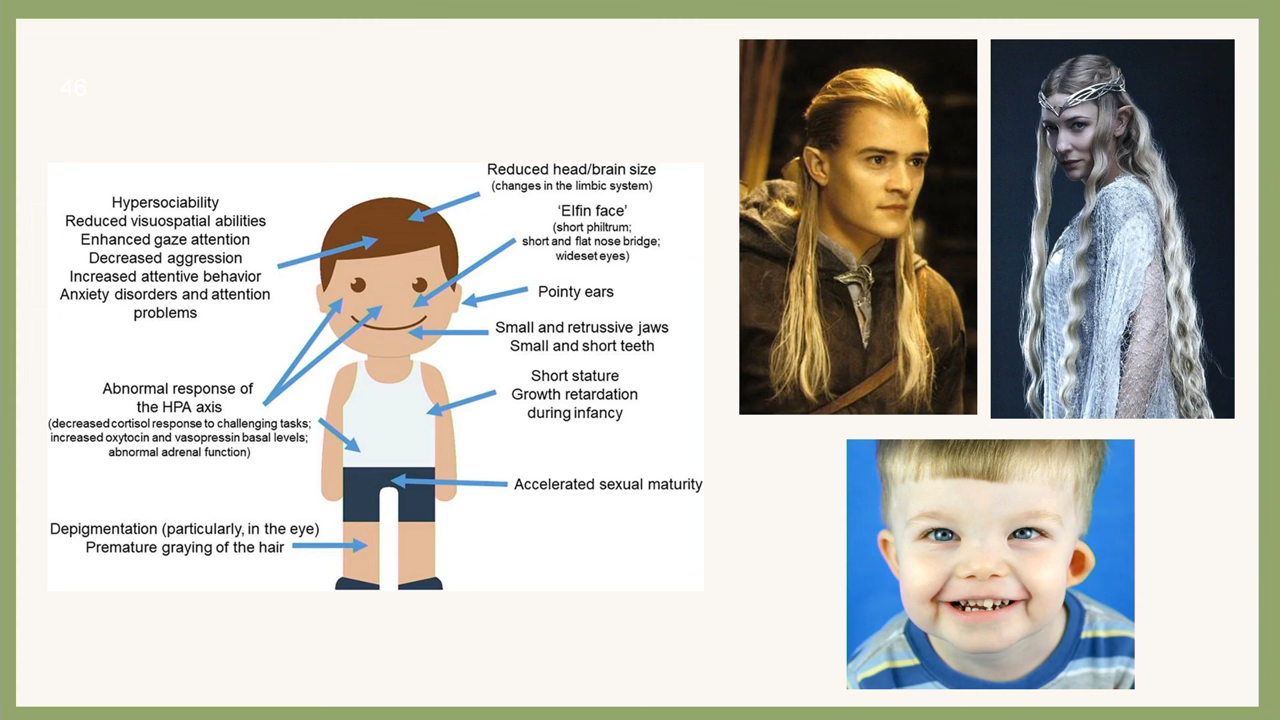 46
Reduced head/brain size
(changes in the limbic system)
Hypersociability
Reduced visuospatial abilities
Enhanced gaze attention
Decreased aggression
Increased attentive behavior
Anxiety disorders and attention
problems
'Elfin face'
(short philtrum;
short and flat nose bridge;
wideset eyes)
Pointy ears
Small and retrussive jaws
Small and short teeth
Short stature
Growth retardation
during infancy
Abnormal response of
the HPA axis
(decreased cortisol response to challenging tasks;
increased oxytocin and vasopressin basal levels;
abnormal adrenal function)
Accelerated sexual maturity
Depigmentation (particularly, in the eye)
Premature graying of the hair